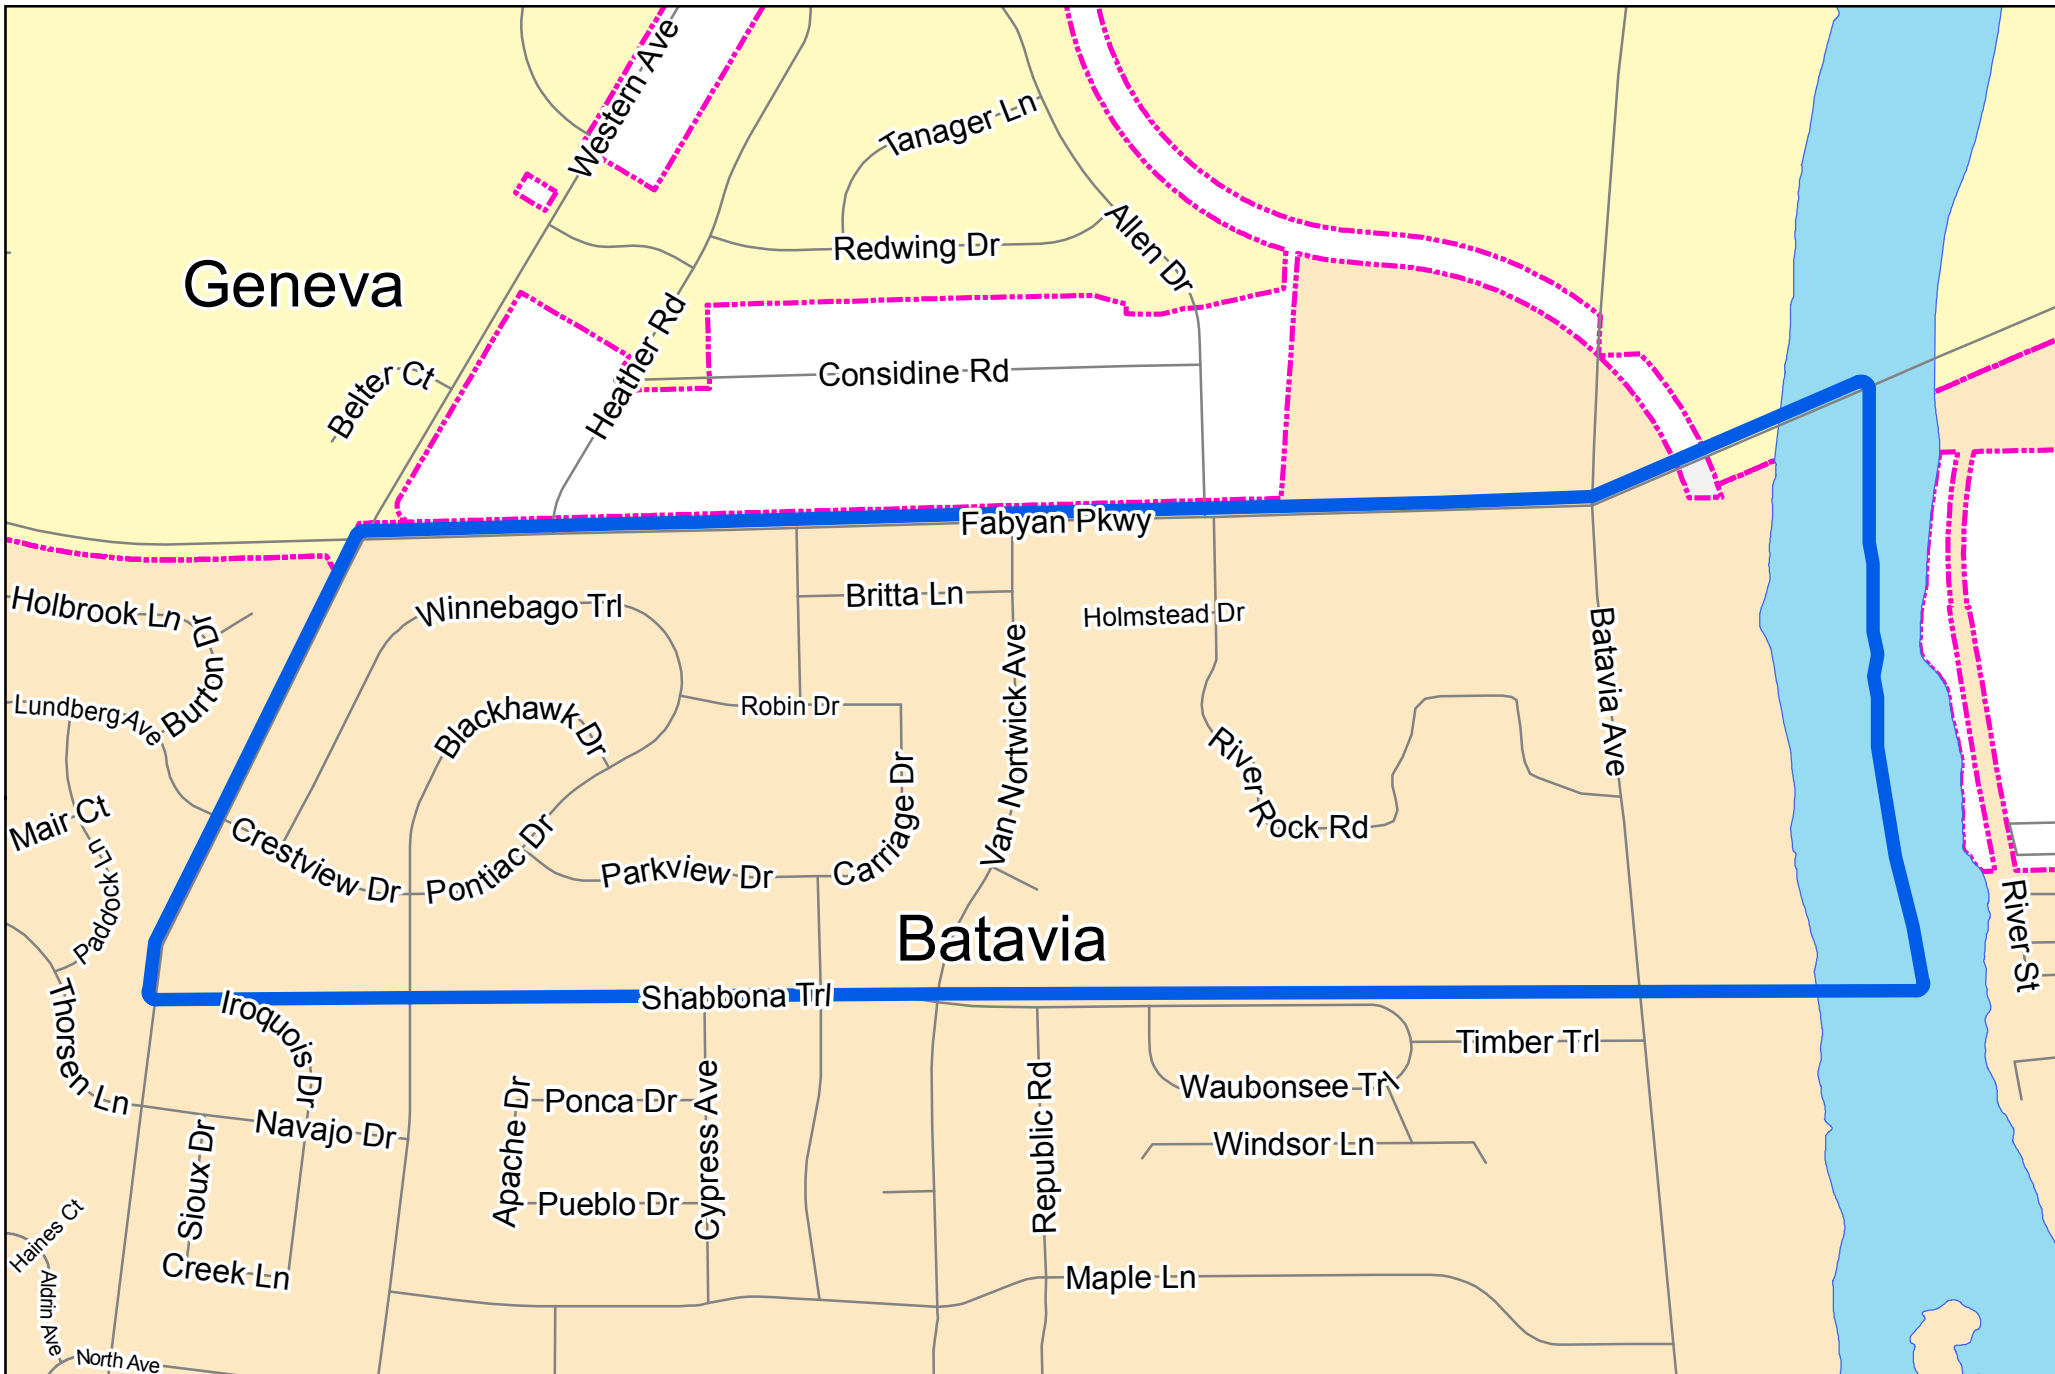 Western Ave
Tanager Ln
Allen Dr
Redwing Dr
Geneva
Heather Rd
Considine Rd
Belter Ct
Fabyan Pkwy
Holbrook Ln
Burton Dr
Winnebago Trl
Britta Ln
Holmstead Dr
Batavia Ave
Van Nortwick Ave
Lundberg Ave
Blackhawk Dr
Robin Dr
River Rock Rd
Mair Ct
Paddock Ln
Crestview Dr
Pontiac Dr
Parkview Dr
Carriage Dr
Batavia
River St
Thorsen Ln
Iroquois Dr
Shabbona Trl
Timber Trl
Waubonsee Trl
Windsor Ln
Navajo Dr
Sioux Dr
Apache Dr
Ponca Dr
Cypress Ave
Pueblo Dr
Republic Rd
Haines Ct
Creek Ln
Aldrin Ave
Maple Ln
North Ave